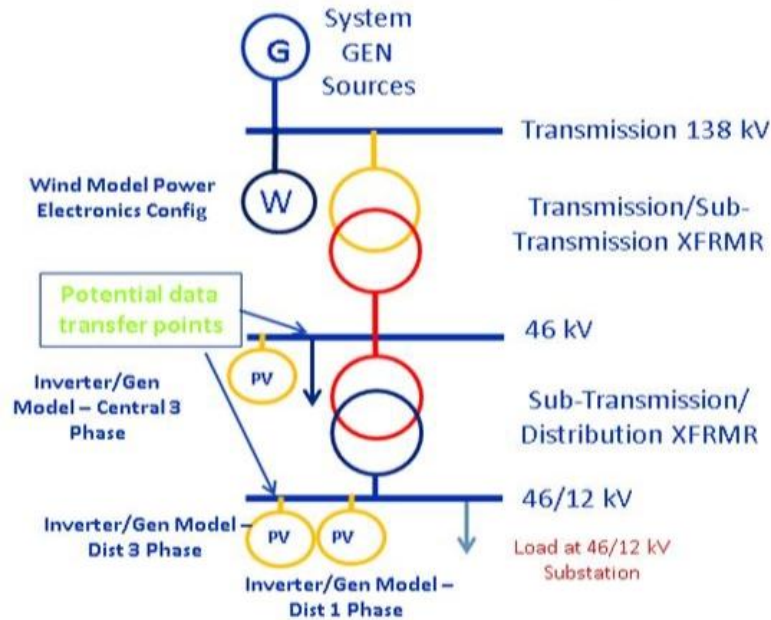 System
GEN
Sources
G
Transmission 138 kV
Wind Model Power
Electronics Config
W
Transmission/Sub-
Transmission XFRMR
Potential data
transfer points
46 kV
PV
Inverter/Gen
Model – Central 3
Phase
Sub-Transmission/
Distribution XFRMR
46/12 kV
Inverter/Gen Model –
Dist 3 Phase
PV
PV
Load at 46/12 kV
Substation
Inverter/Gen Model –
Dist 1 Phase